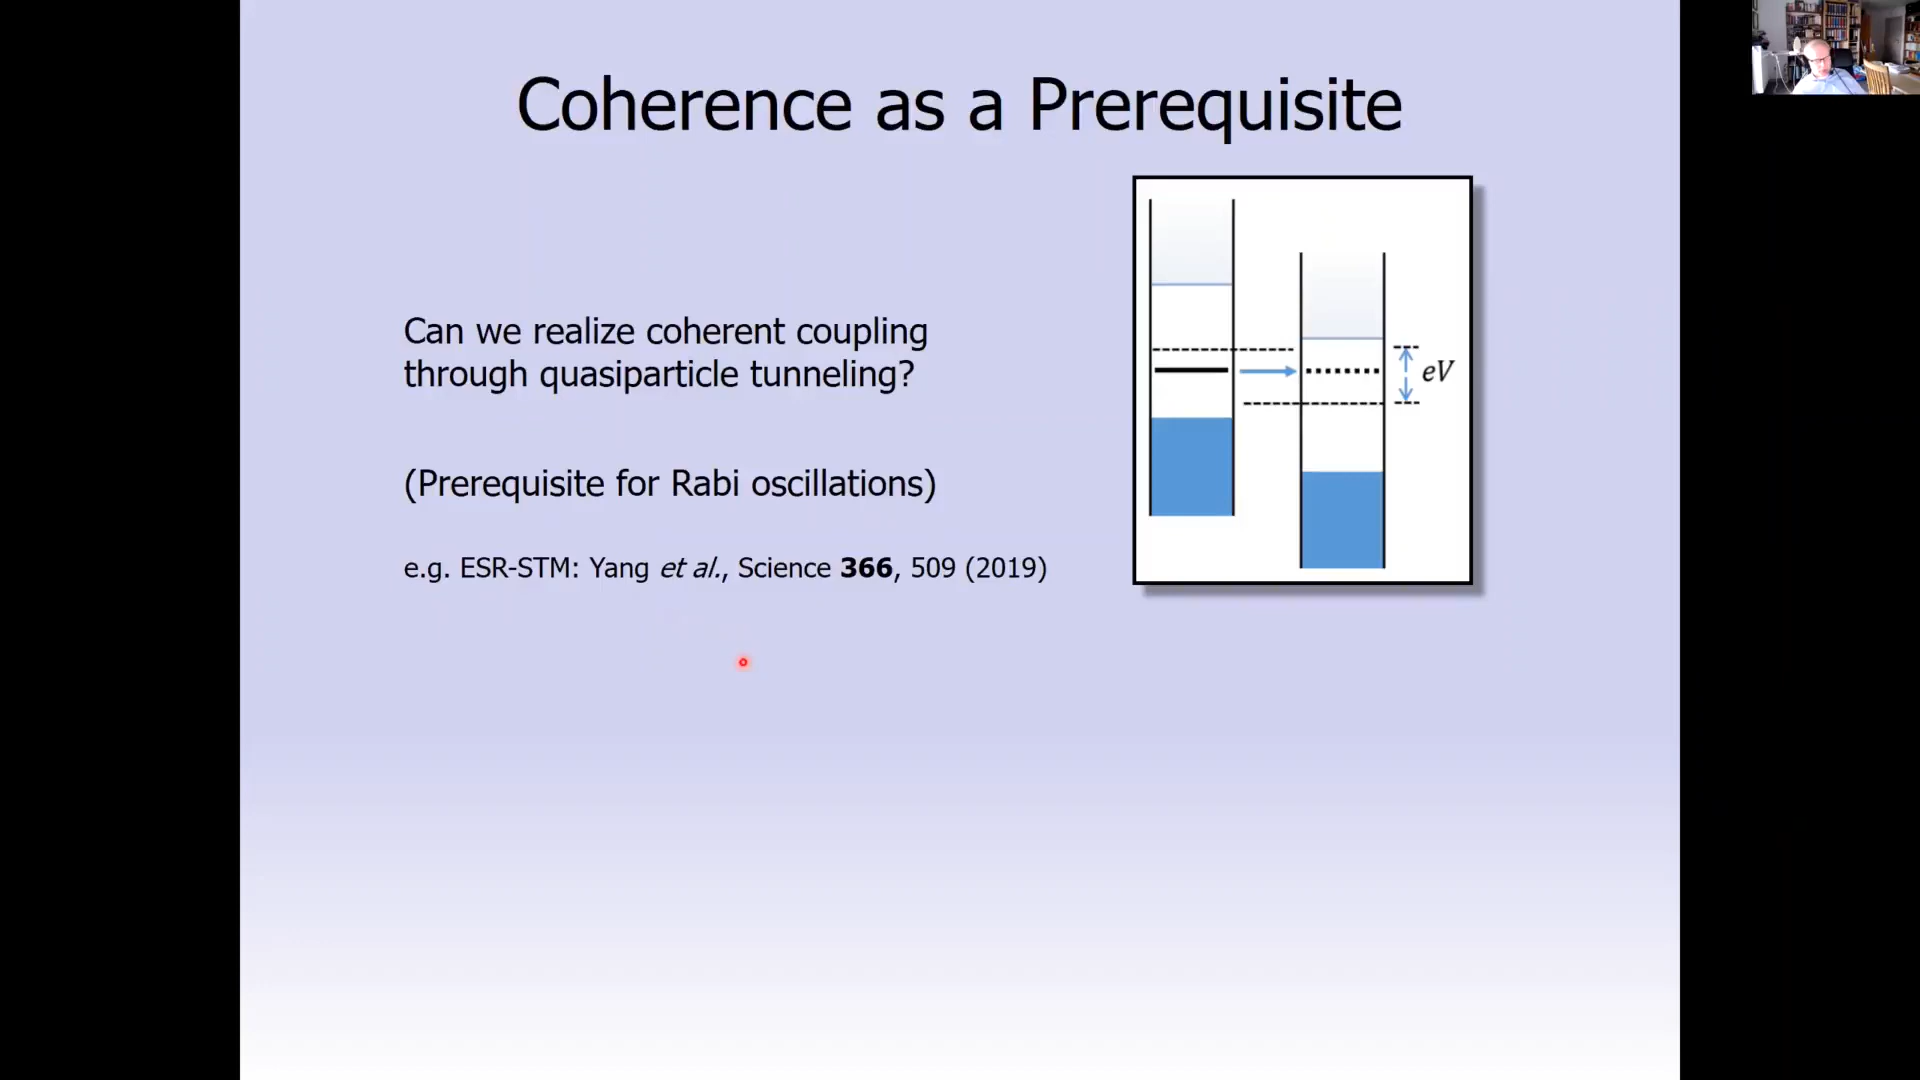 Coherence as a Prerequisite
Can we realize coherent coupling
through quasiparticle tunneling?
(Prerequisite for Rabi oscillations)
e.g. ESR-STM: Yang et al., Science 366, 509 (2019)
eV